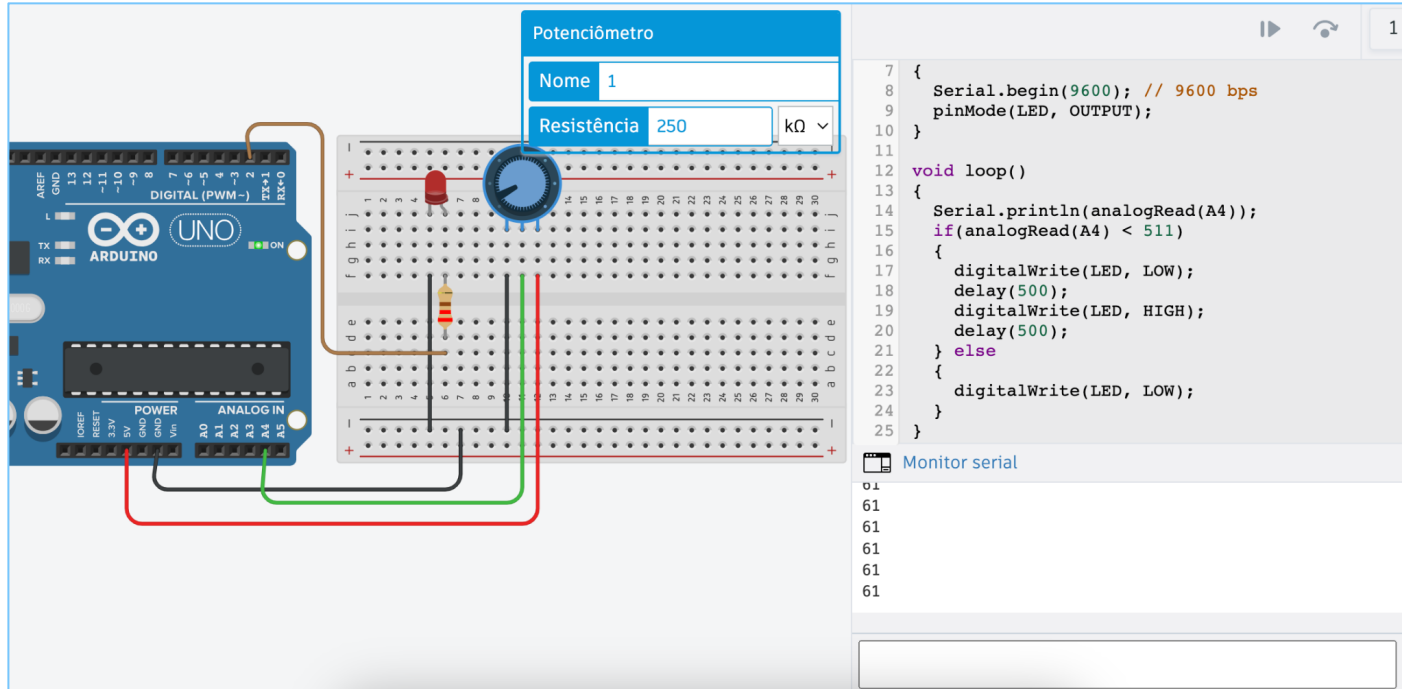 Potenciômetro
Nome 1
Resistência 250 kΩ
1
AREF
GND
13
12
~11
~10
~9
8
7
~6
~5
4
~3
2
TX→1
RX←0
DIGITAL (PWM~)
L
TX
RX
ARDUINO
UNO
ON
POWER
ANALOG IN
IOREF
RESET
3.3V
5V
GND
GND
Vin
A0
A1
A2
A3
A4
A5
7 {
8 Serial.begin(9600); // 9600 bps
9 pinMode(LED, OUTPUT);
10 }
11
12 void loop()
13 {
14 Serial.println(analogRead(A4));
15 if(analogRead(A4) < 511)
16 {
17 digitalWrite(LED, LOW);
18 delay(500);
19 digitalWrite(LED, HIGH);
20 delay(500);
21 } else
22 {
23 digitalWrite(LED, LOW);
24 }
25 }
Monitor serial
61
61
61
61
61
61